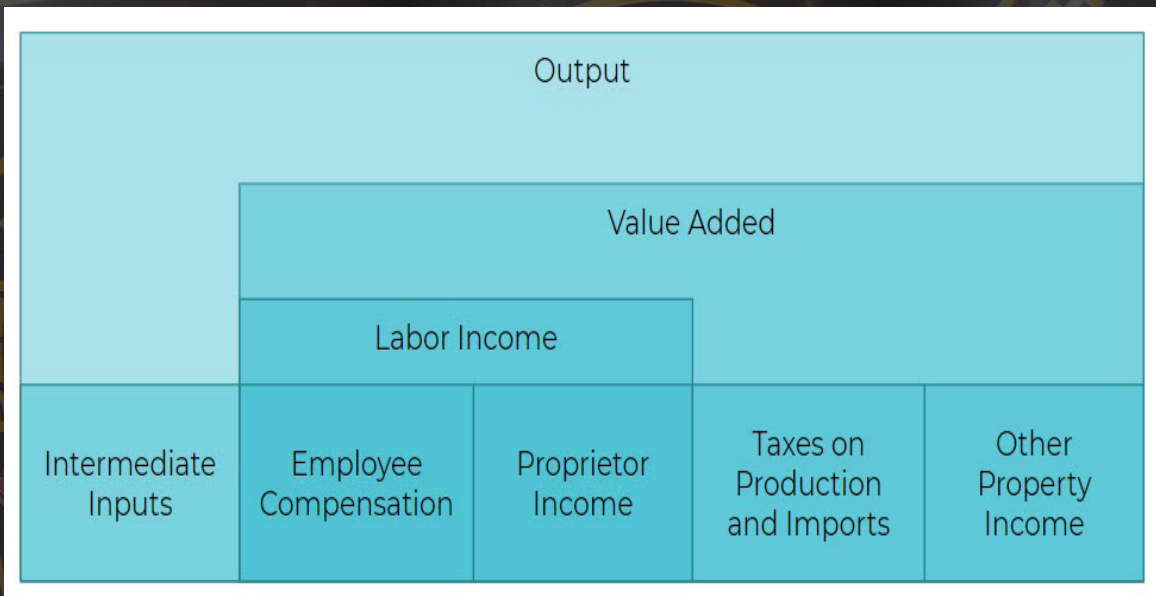 Output
Value Added
Labor Income
Intermediate
Inputs
Employee
Compensation
Proprietor
Income
Taxes on
Production
and Imports
Other
Property
Income